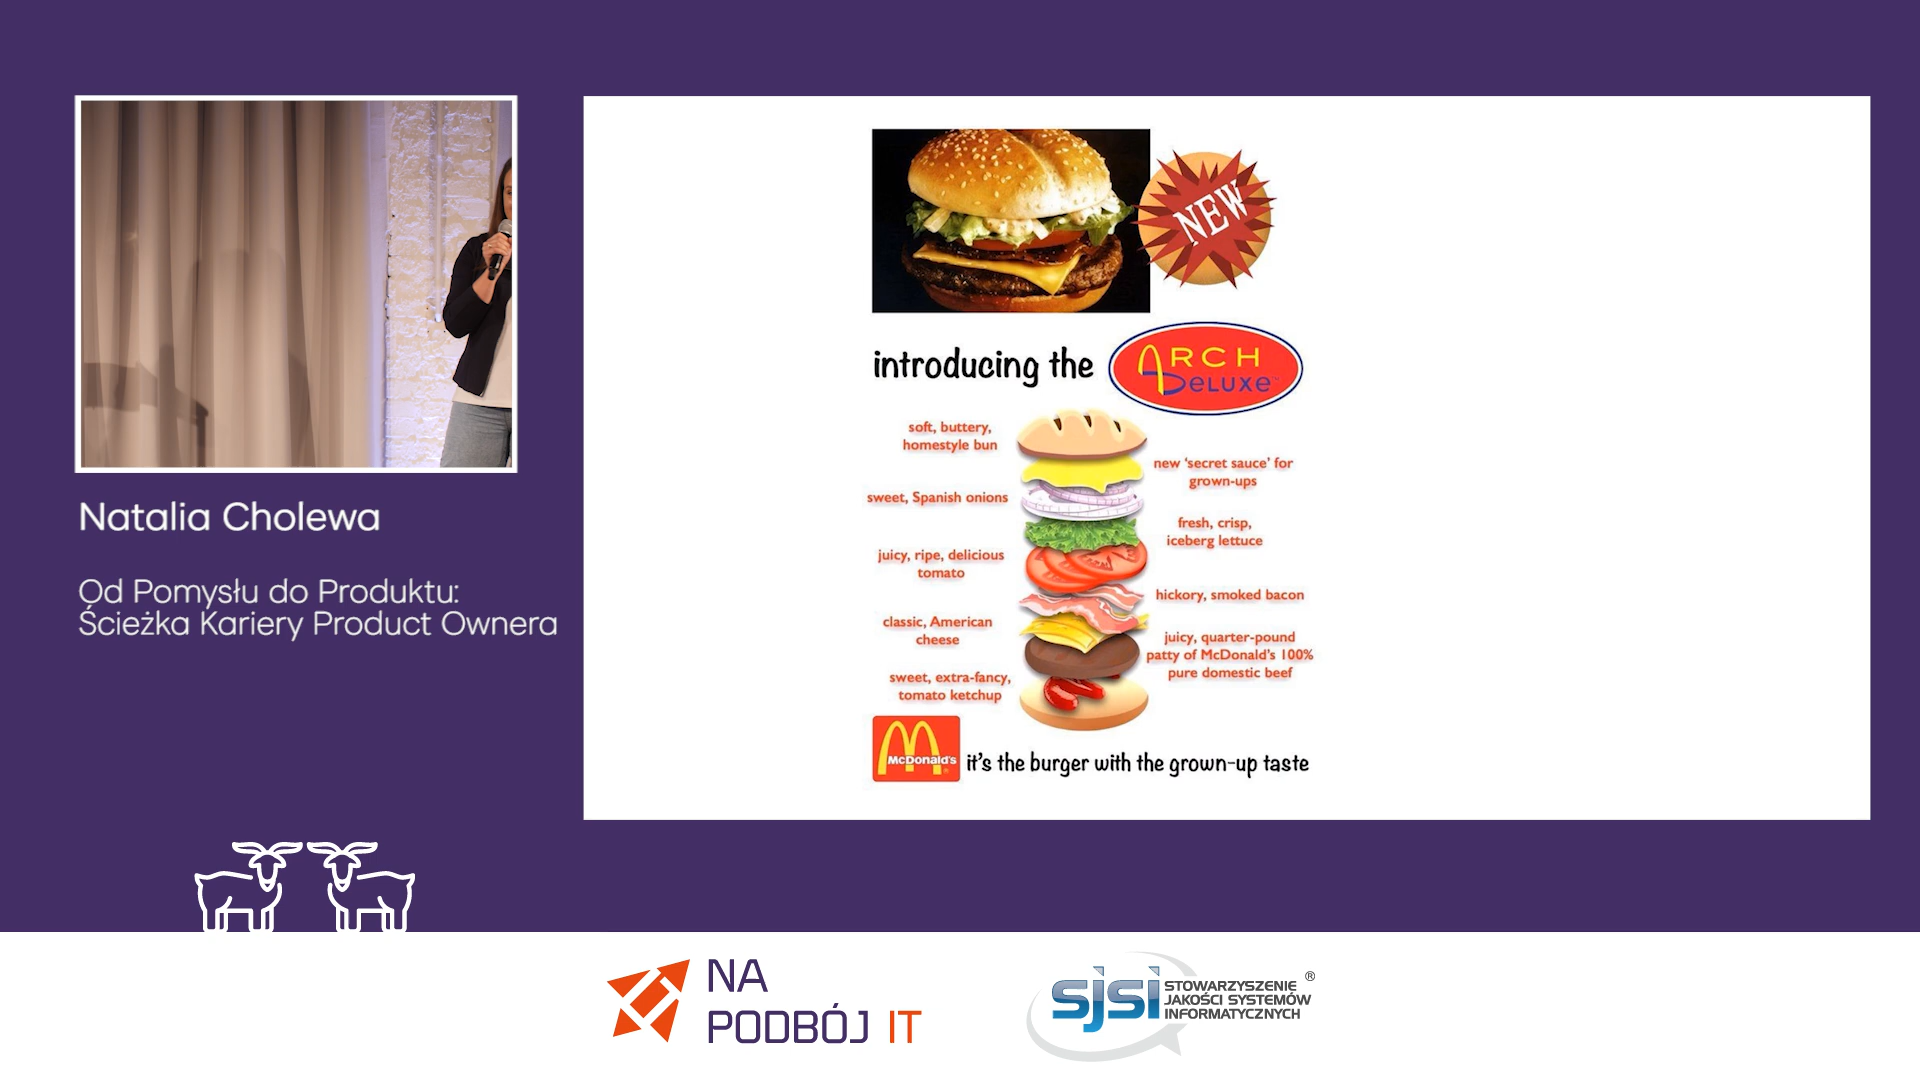 Natalia Cholewa
Od Pomysłu do Produktu:
Ścieżka Kariery Product Ownera
NEW
introducing the
ARCH
DELUXE™
soft, buttery,
homestyle bun
new ‘secret sauce’ for
grown-ups
sweet, Spanish onions
fresh, crisp,
iceberg lettuce
juicy, ripe, delicious
tomato
hickory, smoked bacon
classic, American
cheese
juicy, quarter-pound
patty of McDonald’s 100%
pure domestic beef
sweet, extra-fancy,
tomato ketchup
McDonald's®
it’s the burger with the grown-up taste
NA
PODBÓJ IT
sjsi
STOWARZYSZENIE ®
JAKOŚCI SYSTEMÓW
INFORMATYCZNYCH